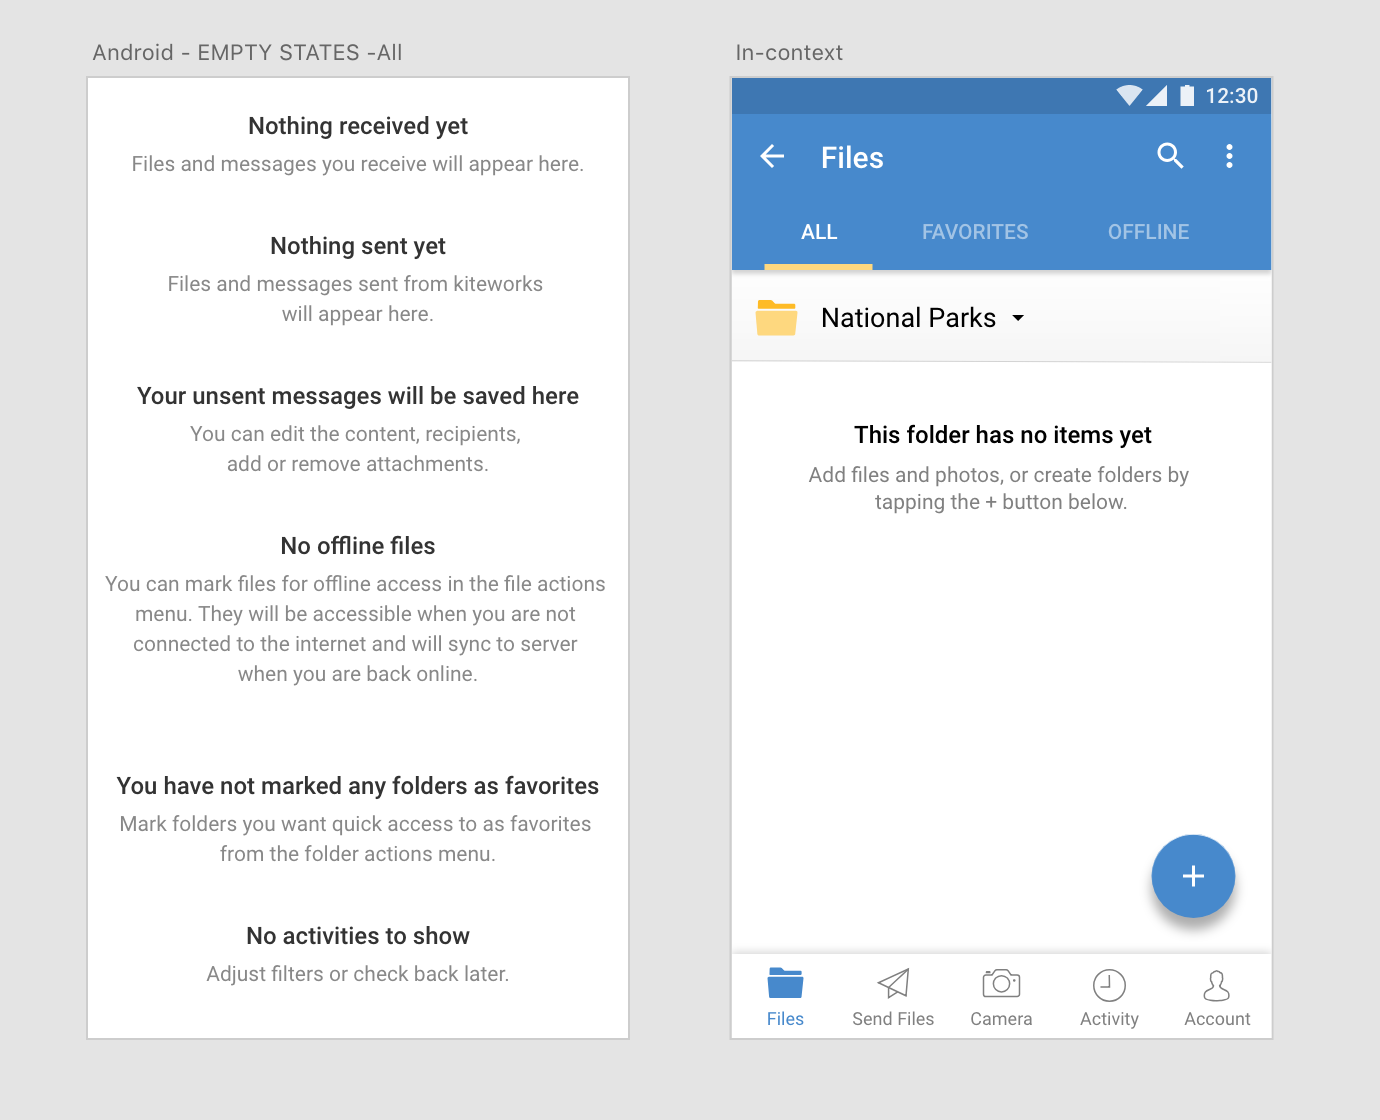 Android - EMPTY STATES -All
Nothing received yet
Files and messages you receive will appear here.
Nothing sent yet
Files and messages sent from kiteworks
will appear here.
Your unsent messages will be saved here
You can edit the content, recipients,
add or remove attachments.
No offline files
You can mark files for offline access in the file actions
menu. They will be accessible when you are not
connected to the internet and will sync to server
when you are back online.
You have not marked any folders as favorites
Mark folders you want quick access to as favorites
from the folder actions menu.
No activities to show
Adjust filters or check back later.
In-context
12:30
Files
ALL FAVORITES OFFLINE
National Parks
This folder has no items yet
Add files and photos, or create folders by
tapping the + button below.
+
Files Send Files Camera Activity Account